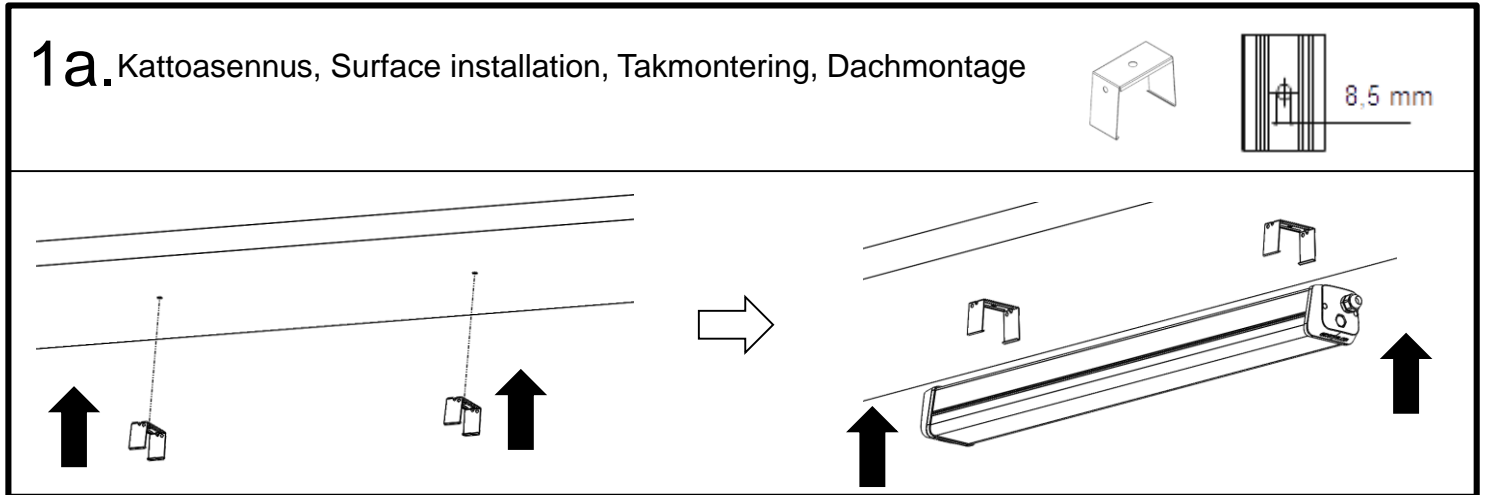 1a. Kattoasennus, Surface installation, Takmontering, Dachmontage
8,5 mm